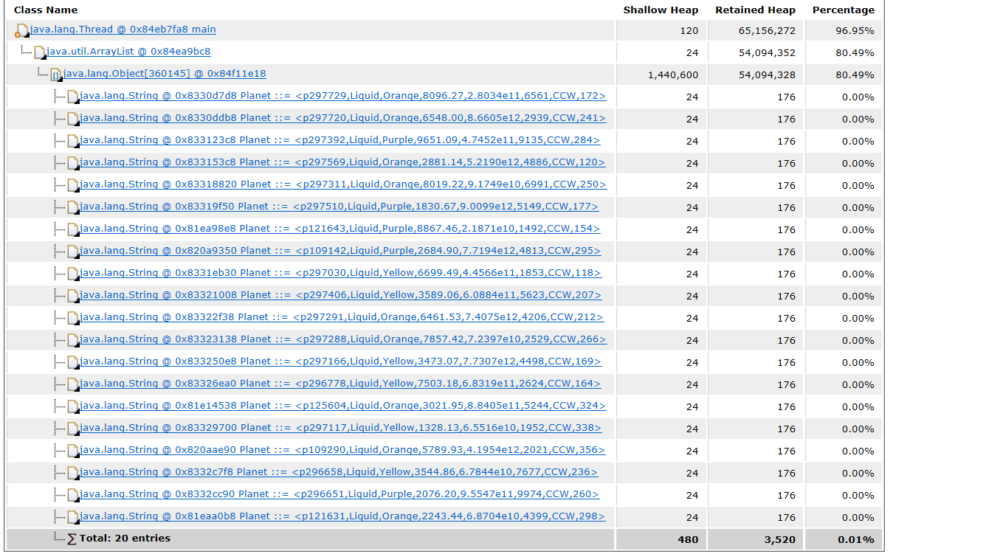 Class Name Shallow Heap Retained Heap Percentage
java.lang.Thread @ 0x84eb7fa8 main 120 65,156,272 96.95%
java.util.ArrayList @ 0x84ea9bc8 24 54,094,352 80.49%
java.lang.Object[360145] @ 0x84f11e18 1,440,600 54,094,328 80.49%
java.lang.String @ 0x8330d7d8 Planet ::= <p297729,Liquid,Orange,8096.27,2.8034e11,6561,CCW,172> 24 176 0.00%
java.lang.String @ 0x8330ddb8 Planet ::= <p297720,Liquid,Orange,6548.00,8.6605e12,2939,CCW,241> 24 176 0.00%
java.lang.String @ 0x833123c8 Planet ::= <p297392,Liquid,Purple,9651.09,4.7452e11,9135,CCW,284> 24 176 0.00%
java.lang.String @ 0x833153c8 Planet ::= <p297569,Liquid,Orange,2881.14,5.2190e12,4886,CCW,120> 24 176 0.00%
java.lang.String @ 0x83318820 Planet ::= <p297311,Liquid,Orange,8019.22,9.1749e10,6991,CCW,250> 24 176 0.00%
java.lang.String @ 0x83319f50 Planet ::= <p297510,Liquid,Purple,1830.67,9.0099e12,5149,CCW,177> 24 176 0.00%
java.lang.String @ 0x81ea98e8 Planet ::= <p121643,Liquid,Purple,8867.46,2.1871e10,1492,CCW,154> 24 176 0.00%
java.lang.String @ 0x820a9350 Planet ::= <p109142,Liquid,Purple,2684.90,7.7194e12,4813,CCW,295> 24 176 0.00%
java.lang.String @ 0x8331eb30 Planet ::= <p297030,Liquid,Yellow,6699.49,4.4566e11,1853,CCW,118> 24 176 0.00%
java.lang.String @ 0x83321008 Planet ::= <p297406,Liquid,Yellow,3589.06,6.0884e11,5623,CCW,207> 24 176 0.00%
java.lang.String @ 0x83322f38 Planet ::= <p297291,Liquid,Orange,6461.53,7.4075e12,4206,CCW,212> 24 176 0.00%
java.lang.String @ 0x83323138 Planet ::= <p297288,Liquid,Orange,7857.42,7.2397e10,2529,CCW,266> 24 176 0.00%
java.lang.String @ 0x833250e8 Planet ::= <p297166,Liquid,Yellow,3473.07,7.7307e12,4498,CCW,169> 24 176 0.00%
java.lang.String @ 0x83326ea0 Planet ::= <p296778,Liquid,Yellow,7503.18,6.8319e11,2624,CCW,164> 24 176 0.00%
java.lang.String @ 0x81e14538 Planet ::= <p125604,Liquid,Orange,3021.95,8.8405e11,5244,CCW,324> 24 176 0.00%
java.lang.String @ 0x83329700 Planet ::= <p297117,Liquid,Yellow,1328.13,6.5516e10,1952,CCW,338> 24 176 0.00%
java.lang.String @ 0x820aae90 Planet ::= <p109290,Liquid,Orange,5789.93,4.1954e12,2021,CCW,356> 24 176 0.00%
java.lang.String @ 0x8332c7f8 Planet ::= <p296658,Liquid,Yellow,3544.86,6.7844e10,7677,CCW,236> 24 176 0.00%
java.lang.String @ 0x8332cc90 Planet ::= <p296651,Liquid,Purple,2076.20,9.5547e11,9974,CCW,260> 24 176 0.00%
java.lang.String @ 0x81eaa0b8 Planet ::= <p121631,Liquid,Orange,2243.44,6.8704e10,4399,CCW,298> 24 176 0.00%
Σ Total: 20 entries 480 3,520 0.01%